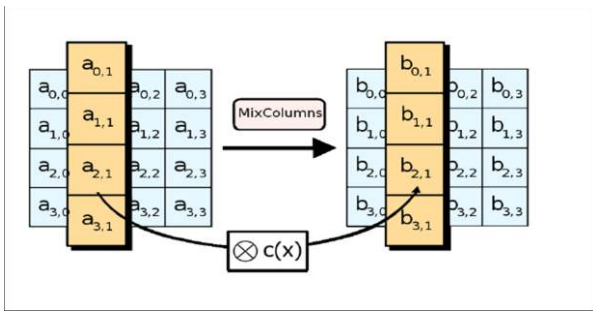 a0,1 b0,1
a0,0 a0,2 a0,3 b0,0 b0,2 b0,3
MixColumns
a1,0 a1,1 a1,2 a1,3 b1,0 b1,1 b1,2 b1,3
a2,0 a2,1 a2,2 a2,3 b2,0 b2,1 b2,2 b2,3
a3,0 a3,1 a3,2 a3,3 b3,0 b3,1 b3,2 b3,3
⊗ c(x)